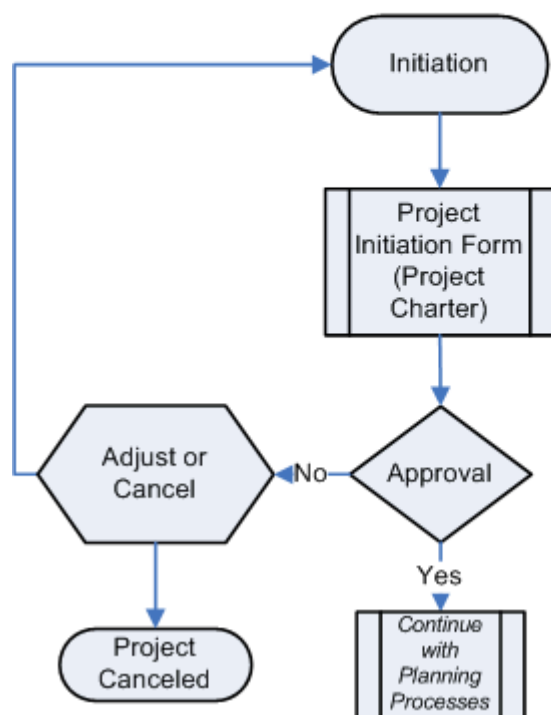 Initiation
Project
Initiation Form
(Project
Charter)
Adjust or
Cancel
No
Approval
Yes
Project
Canceled
Continue
with
Planning
Processes